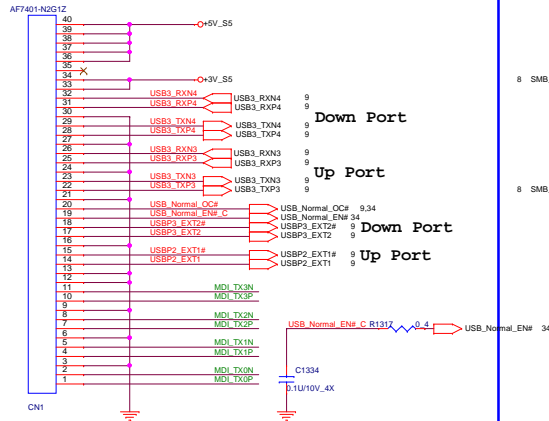 AF7401-N2G1Z
40 +5V_S5
39
38
37
36
35
34 +3V_S5
33
32 USB3_RXN4 USB3_RXN4 9
31 USB3_RXP4 USB3_RXP4 9
30
29 USB3_TXN4 USB3_TXN4 9
28 USB3_TXP4 USB3_TXP4 9
Down Port
27
26 USB3_RXN3 USB3_RXN3 9
25 USB3_RXP3 USB3_RXP3 9
24
23 USB3_TXN3 USB3_TXN3 9
22 USB3_TXP3 USB3_TXP3 9
Up Port
21
20 USB_Normal_OC# USB_Normal_OC# 9,34
19 USB_Normal_EN#_C USB_Normal_EN# 34
18 USBP3_EXT2# USBP3_EXT2# 9
17 USBP3_EXT2 USBP3_EXT2 9
Down Port
16
15 USBP2_EXT1# USBP2_EXT1# 9
14 USBP2_EXT1 USBP2_EXT1 9
Up Port
13
12
11 MDI_TX3N
10 MDI_TX3P
9
8 MDI_TX2N
7 MDI_TX2P
6
5 MDI_TX1N
4 MDI_TX1P
3
2 MDI_TX0N
1 MDI_TX0P
CN1
USB_Normal_EN#_C R1317 0_4 USB_Normal_EN# 34
C1334
0.1U/10V_4X
8 SMB_
8 SMB_